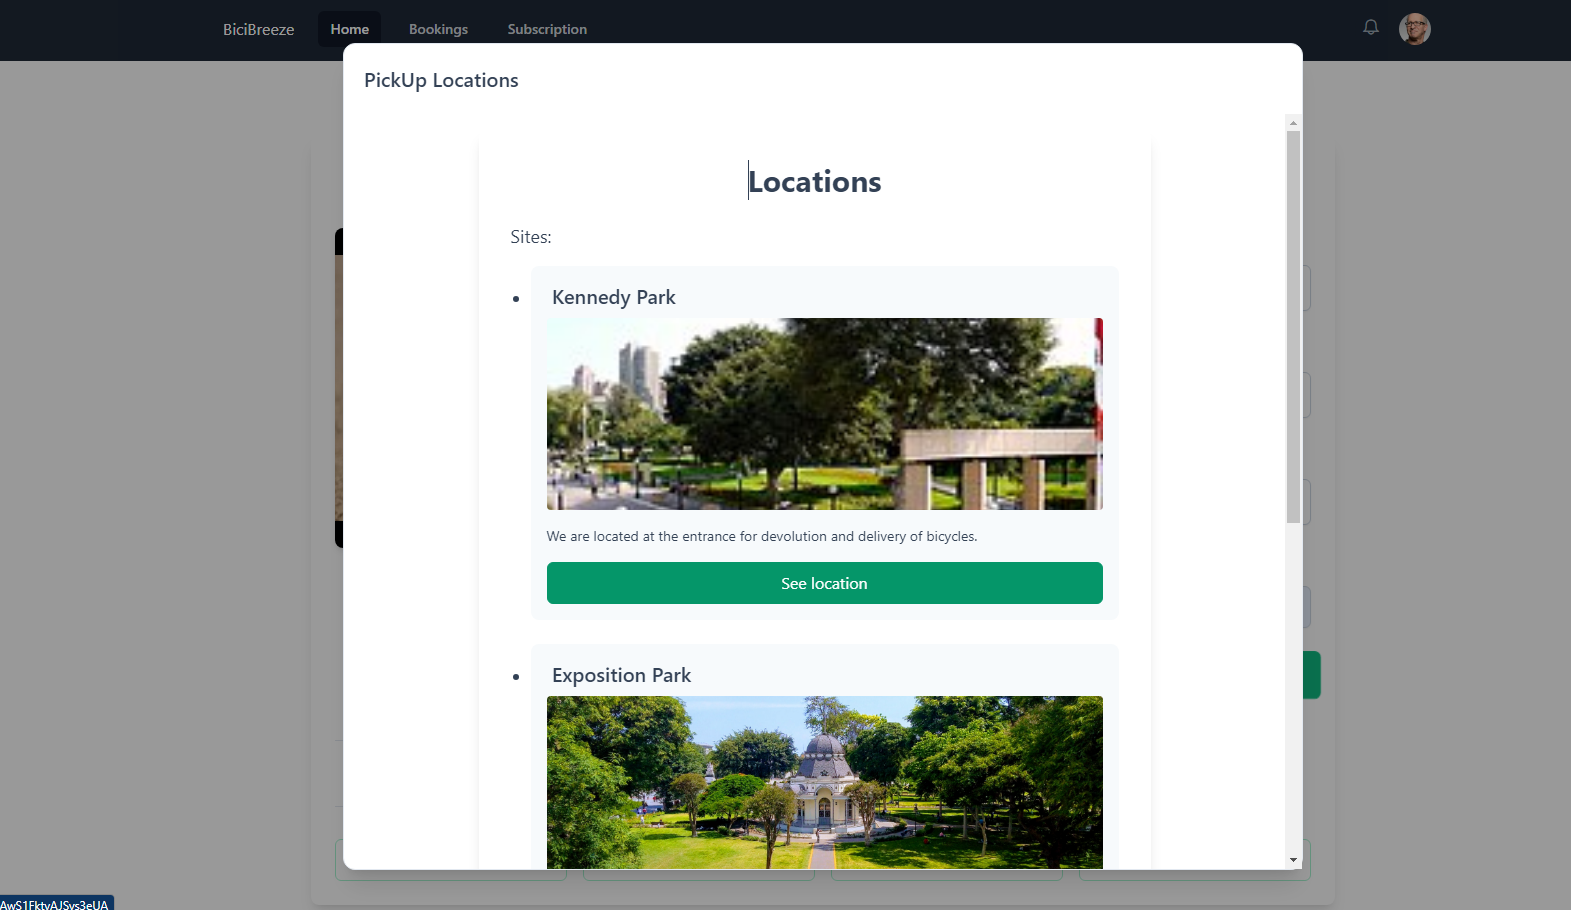 BiciBreeze
Home
Bookings
Subscription
PickUp Locations
Locations
Sites:
Kennedy Park
We are located at the entrance for devolution and delivery of bicycles.
See location
Exposition Park
AwS1FktyAJSvs3eUA